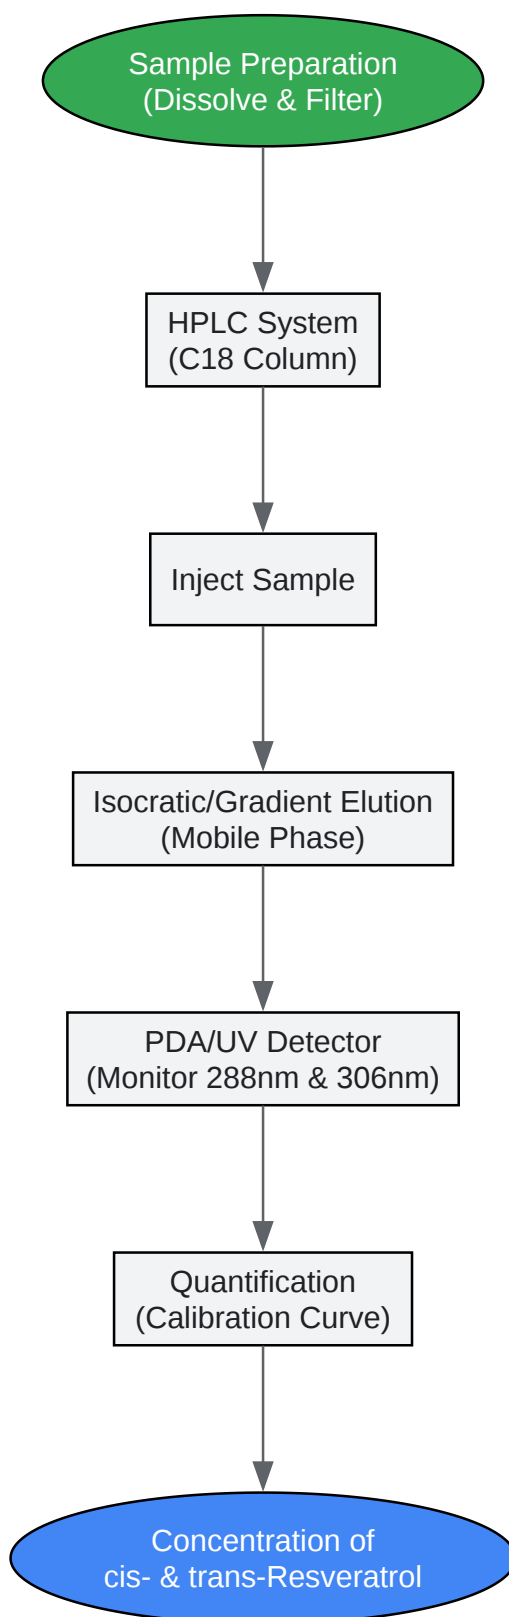 Sample Preparation
(Dissolve & Filter)
HPLC System
(C18 Column)
Inject Sample
Isocratic/Gradient Elution
(Mobile Phase)
PDA/UV Detector
(Monitor 288nm & 306nm)
Quantification
(Calibration Curve)
Concentration of
cis- & trans-Resveratrol